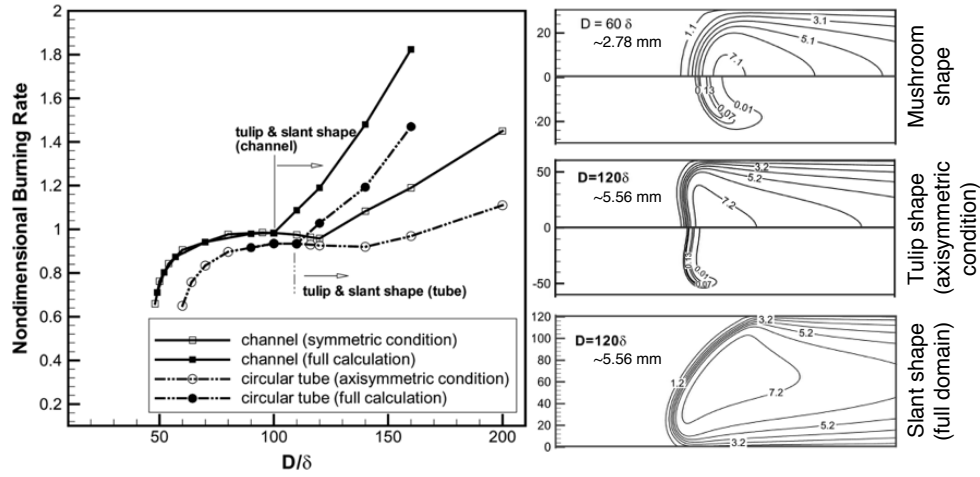 Nondimensional Burning Rate
2
1.8
1.6
1.4
1.2
1
0.8
0.6
0.4
0.2
50
100
150
200
D/δ
tulip & slant shape
(channel)
tulip & slant shape (tube)
channel (symmetric condition)
channel (full calculation)
circular tube (axisymmetric condition)
circular tube (full calculation)
D = 60 δ
~2.78 mm
20
0
-20
1.1
3.1
5.1
7.1
0.13
0.07
0.01
Mushroom
shape
D=120δ
~5.56 mm
50
0
-50
3.2
5.2
7.2
0.13
0.01
0.07
Tulip shape
(axisymmetric
condition)
D=120δ
~5.56 mm
120
100
80
60
40
20
0
3.2
5.2
1.2
7.2
5.2
3.2
Slant shape
(full domain)